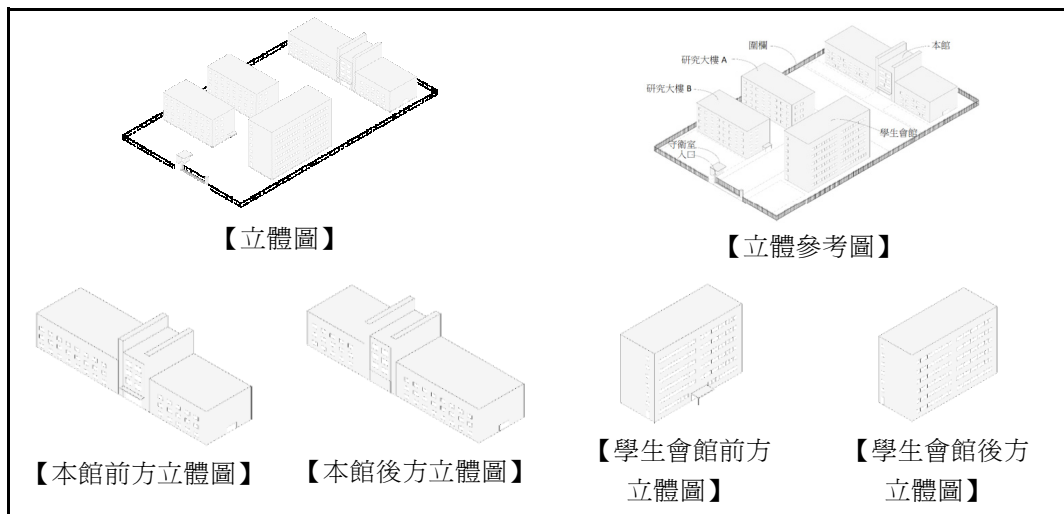 圍欄
本館
研究大樓 A
研究大樓 B
學生會館
守衛室
入口
【立體圖】
【立體參考圖】
【本館前方立體圖】
【本館後方立體圖】
【學生會館前方
立體圖】
【學生會館後方
立體圖】